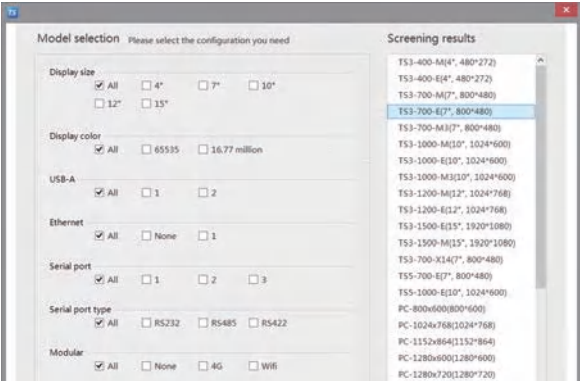 TS
Model selection Please select the configuration you need
Display size
All 4" 7" 10"
12" 15"
Display color
All 65535 16.77 million
USB-A
All 1 2
Ethernet
All None 1
Serial port
All 1 2 3
Serial port type
All RS232 RS485 RS422
Modular
All None 4G Wifi
Screening results
TS3-400-M(4", 480*272)
TS3-400-E(4", 480*272)
TS3-700-M(7", 800*480)
TS3-700-E(7", 800*480)
TS3-700-M3(7", 800*480)
TS3-1000-M(10", 1024*600)
TS3-1000-E(10", 1024*600)
TS3-1000-M3(10", 1024*600)
TS3-1200-M(12", 1024*768)
TS3-1200-E(12", 1024*768)
TS3-1500-E(15", 1920*1080)
TS3-1500-M(15", 1920*1080)
TS3-700-X14(7", 800*480)
TS5-700-E(7", 800*480)
TS5-1000-E(10", 1024*600)
PC-800x600(800*600)
PC-1024x768(1024*768)
PC-1152x864(1152*864)
PC-1280x600(1280*600)
PC-1280x720(1280*720)